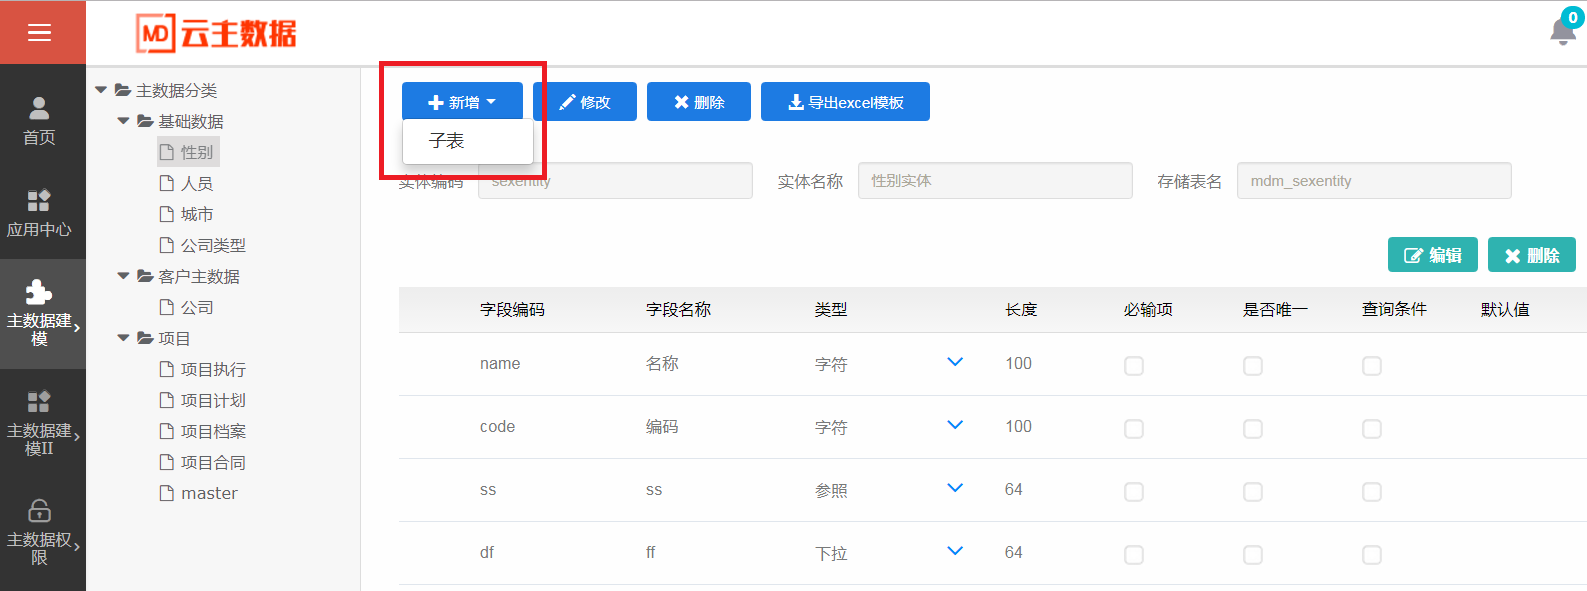 MD 云主数据
0
首页
应用中心
主数据建
模
主数据建
模II
主数据权
限
主数据分类
基础数据
性别
人员
城市
公司类型
客户主数据
公司
项目
项目执行
项目计划
项目档案
项目合同
master
新增 修改 删除 导出excel模板
子表
实体编码 sexentity 实体名称 性别实体 存储表名 mdm_sexentity
编辑 删除
字段编码 字段名称 类型 长度 必输项 是否唯一 查询条件 默认值
name 名称 字符 100
code 编码 字符 100
ss ss 参照 64
df ff 下拉 64